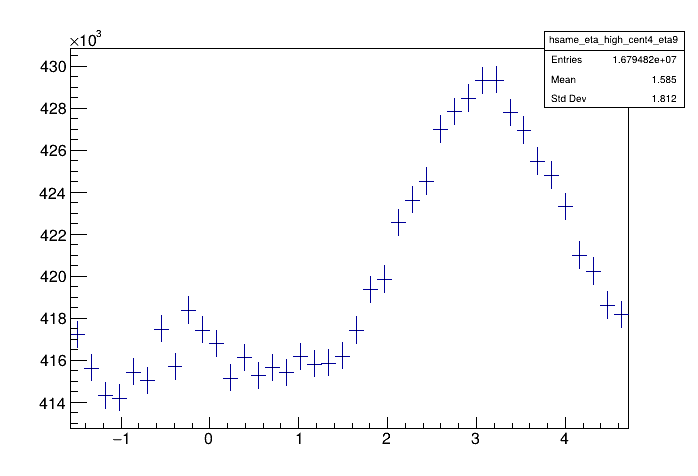 ×10³
hsame_eta_high_cent4_eta9
Entries 1.679482e+07
Mean 1.585
Std Dev 1.812
430
428
426
424
422
420
418
416
414
−1 0 1 2 3 4